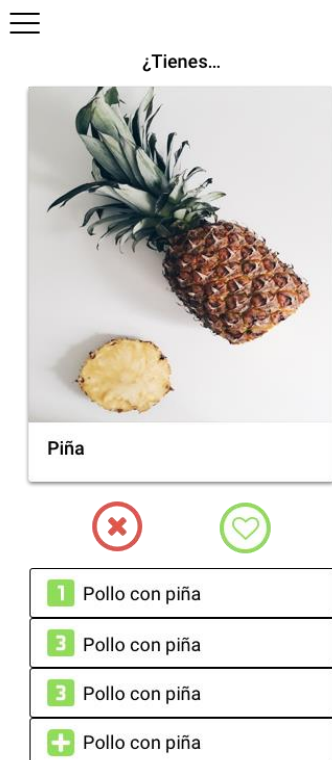 ¿Tienes...
Piña
1 Pollo con piña
3 Pollo con piña
3 Pollo con piña
+ Pollo con piña